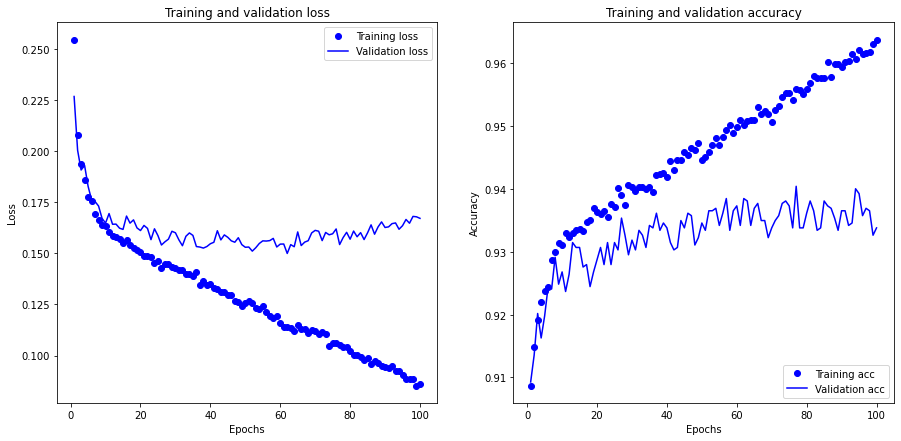 Training and validation loss
Training loss
Validation loss
0.250
0.225
0.200
0.175
0.150
0.125
0.100
Loss
0
20
40
60
80
100
Epochs
Training and validation accuracy
0.96
0.95
0.94
0.93
0.92
0.91
Accuracy
Training acc
Validation acc
0
20
40
60
80
100
Epochs